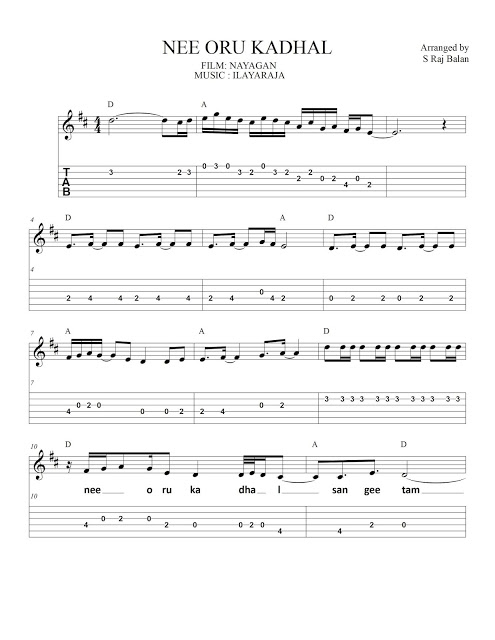 NEE ORU KADHAL
FILM: NAYAGAN
MUSIC : ILAYARAJA
Arranged by
S Raj Balan
D A
4
4
T
A
B
3 2 3 0 3 0 3 2 0 3 2 2 2 0 2 4 0 2
4 D A D
4
2 4 4 2 4 4 2 4 0 4 2 0 2 2 0 2 2
7 A A D
7
4 0 2 0 0 0 2 2 4 0 2 3 3 3 3 3 3 3 3 3 3 3 3
10 D A D
nee o ru ka dha l san gee tam
10
4 0 2 0 2 0 0 2 0 4 4 2 0